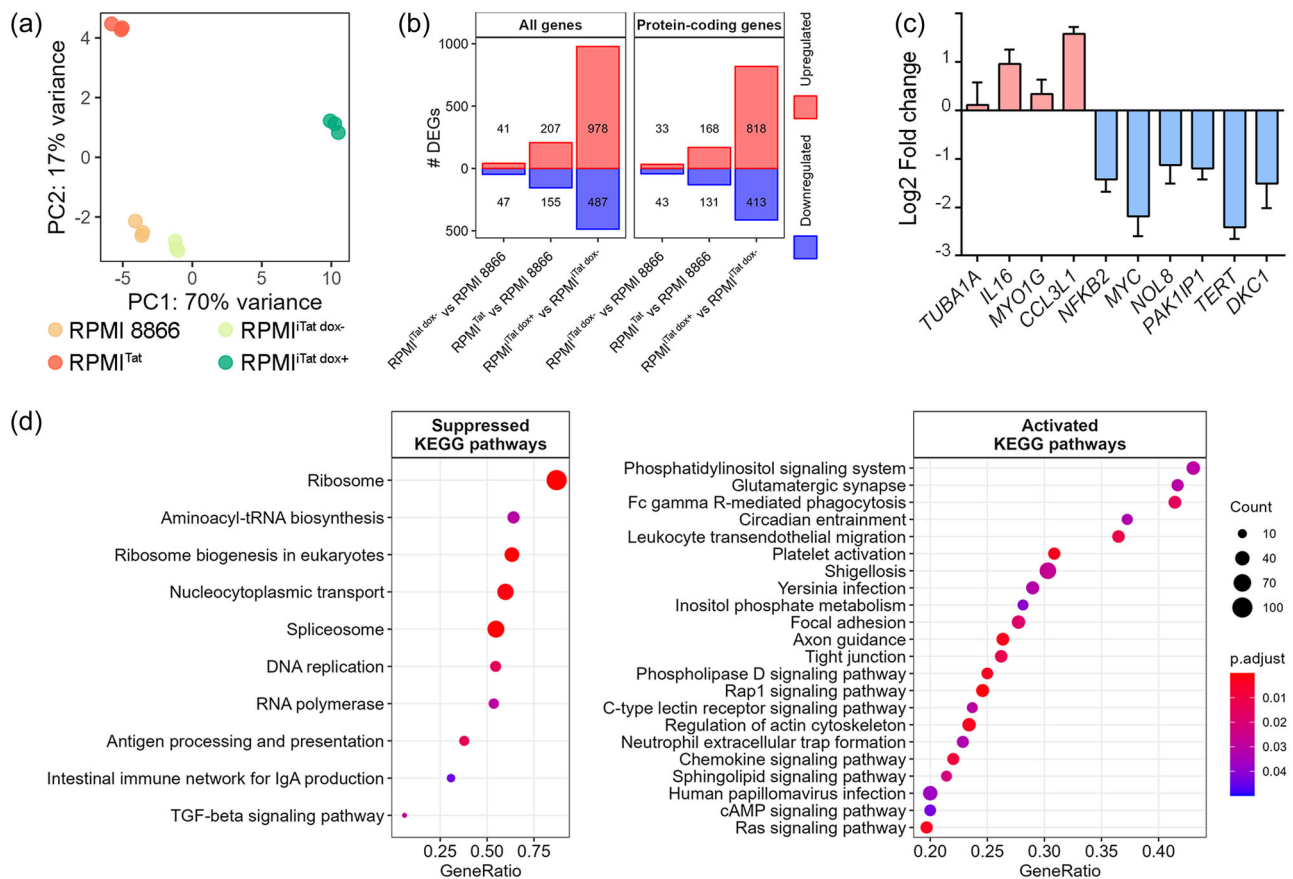 (a)
4
2
0
-2
PC2: 17% variance
-5
0
5
10
PC1: 70% variance
RPMI 8866
RPMI^iTat dox-
RPMI^Tat
RPMI^iTat dox+
(b)
All genes
Protein-coding genes
1000
500
0
500
# DEGs
41
207
978
33
168
818
47
155
487
43
131
413
RPMI^iTat dox- vs RPMI 8866
RPMI^Tat vs RPMI 8866
RPMI^iTat dox+ vs RPMI^iTat dox-
RPMI^iTat dox- vs RPMI 8866
RPMI^Tat vs RPMI 8866
RPMI^iTat dox+ vs RPMI^iTat dox-
Upregulated
Downregulated
(c)
Log2 Fold change
1
0
-1
-2
-3
TUBA1A
IL16
MYO1G
CCL3L1
NFKB2
MYC
NOL8
PAK1IP1
TERT
DKC1
(d)
Suppressed
KEGG pathways
Ribosome
Aminoacyl-tRNA biosynthesis
Ribosome biogenesis in eukaryotes
Nucleocytoplasmic transport
Spliceosome
DNA replication
RNA polymerase
Antigen processing and presentation
Intestinal immune network for IgA production
TGF-beta signaling pathway
0.25
0.50
0.75
GeneRatio
Activated
KEGG pathways
Phosphatidylinositol signaling system
Glutamatergic synapse
Fc gamma R-mediated phagocytosis
Circadian entrainment
Leukocyte transendothelial migration
Platelet activation
Shigellosis
Yersinia infection
Inositol phosphate metabolism
Focal adhesion
Axon guidance
Tight junction
Phospholipase D signaling pathway
Rap1 signaling pathway
C-type lectin receptor signaling pathway
Regulation of actin cytoskeleton
Neutrophil extracellular trap formation
Chemokine signaling pathway
Sphingolipid signaling pathway
Human papillomavirus infection
cAMP signaling pathway
Ras signaling pathway
0.20
0.25
0.30
0.35
0.40
GeneRatio
Count
10
40
70
100
p.adjust
0.01
0.02
0.03
0.04